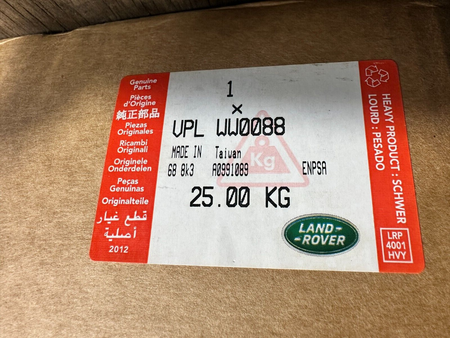 Genuine
Parts
Pièces
d'Origine
純正部品
Piezas
Originales
Ricambi
Originali
Originele
Onderdelen
Peças
Genuínas
Originalteile
قطع غيار
أصلية
2012
1
×
VPL WW0088
MADE IN Taiwan
68 8k3 A0991089 ENPSA
Kg
25.00 KG
LAND-
ROVER
HEAVY PRODUCT : SCHWER
LOURD : PESADO
LRP
4001
HVY